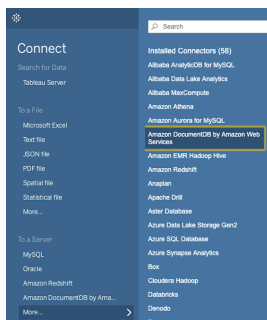 Connect
Search for Data
Tableau Server
To a File
Microsoft Excel
Text file
JSON file
PDF file
Spatial file
Statistical file
More...
To a Server
MySQL
Oracle
Amazon Redshift
Amazon DocumentDB by Ama...
More...
Search
Installed Connectors (58)
Alibaba AnalyticDB for MySQL
Alibaba Data Lake Analytics
Alibaba MaxCompute
Amazon Athena
Amazon Aurora for MySQL
Amazon DocumentDB by Amazon Web
Services
Amazon EMR Hadoop Hive
Amazon Redshift
Anaplan
Apache Drill
Aster Database
Azure Data Lake Storage Gen2
Azure SQL Database
Azure Synapse Analytics
Box
Cloudera Hadoop
Databricks
Denodo